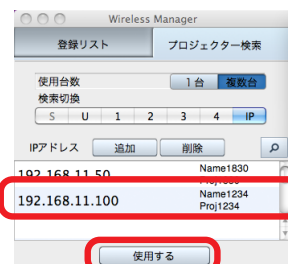 Wireless Manager
登録リスト プロジェクター検索
使用台数 1台 複数台
検索切換
S U 1 2 3 4 IP
IPアドレス 追加 削除
192.168.11.50 Name1830
192.168.11.100 Name1234
Proj1234
使用する